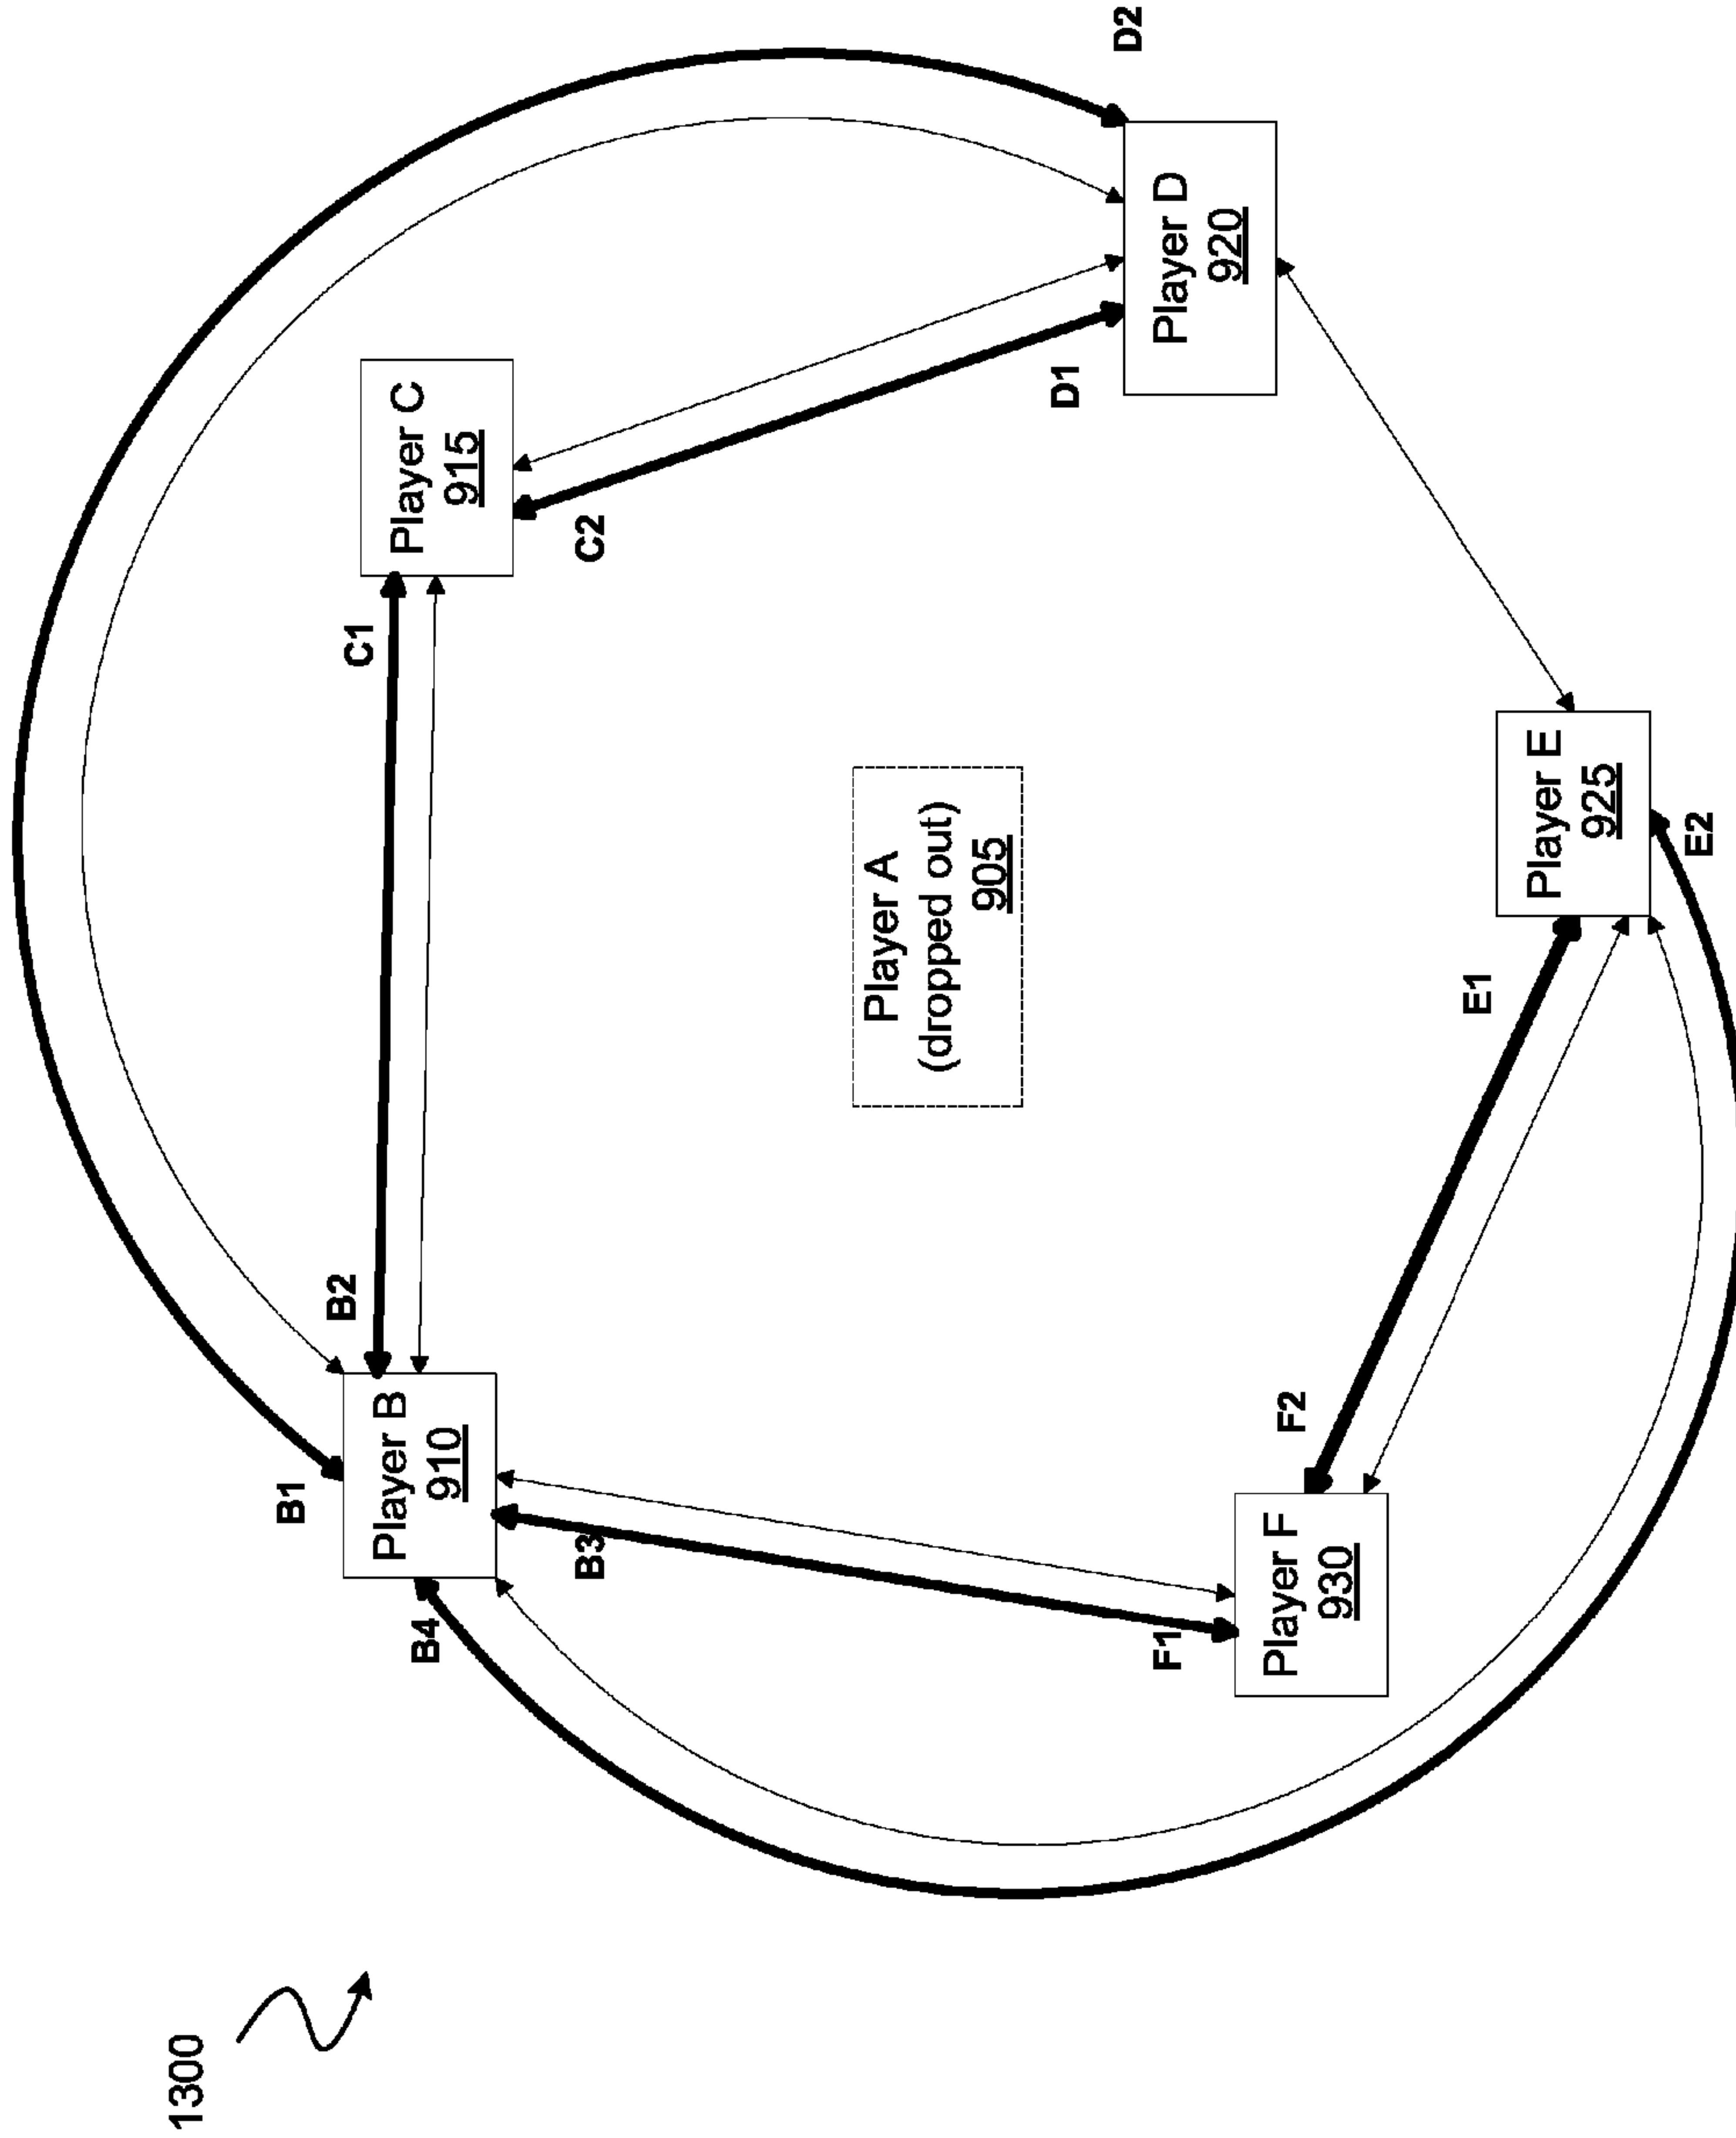 1300
B1
B2
C1
Player B
910
Player C
915
B4
B3
C2
Player A
(dropped out)
905
D1
D2
Player D
920
F1
F2
E1
Player F
930
Player E
925
E2